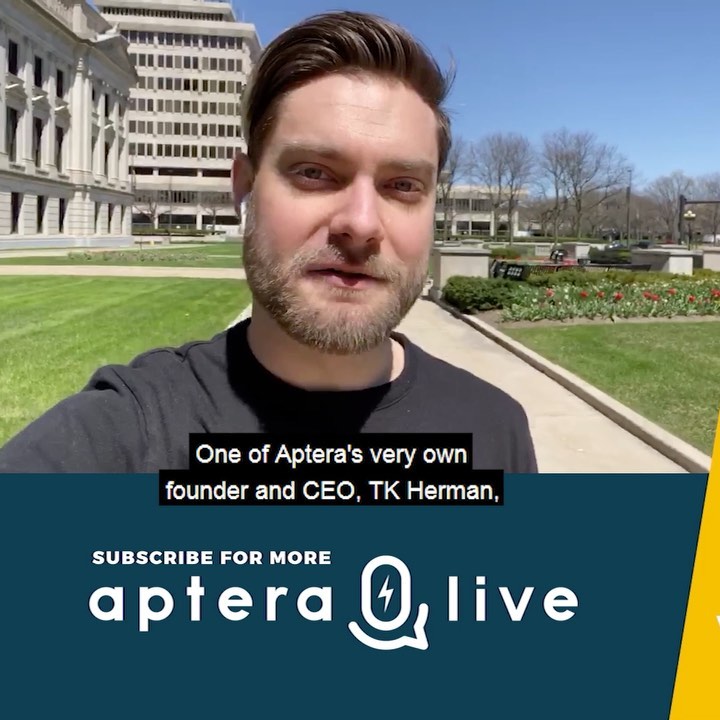 One of Aptera's very own
founder and CEO, TK Herman,
SUBSCRIBE FOR MORE
aptera live